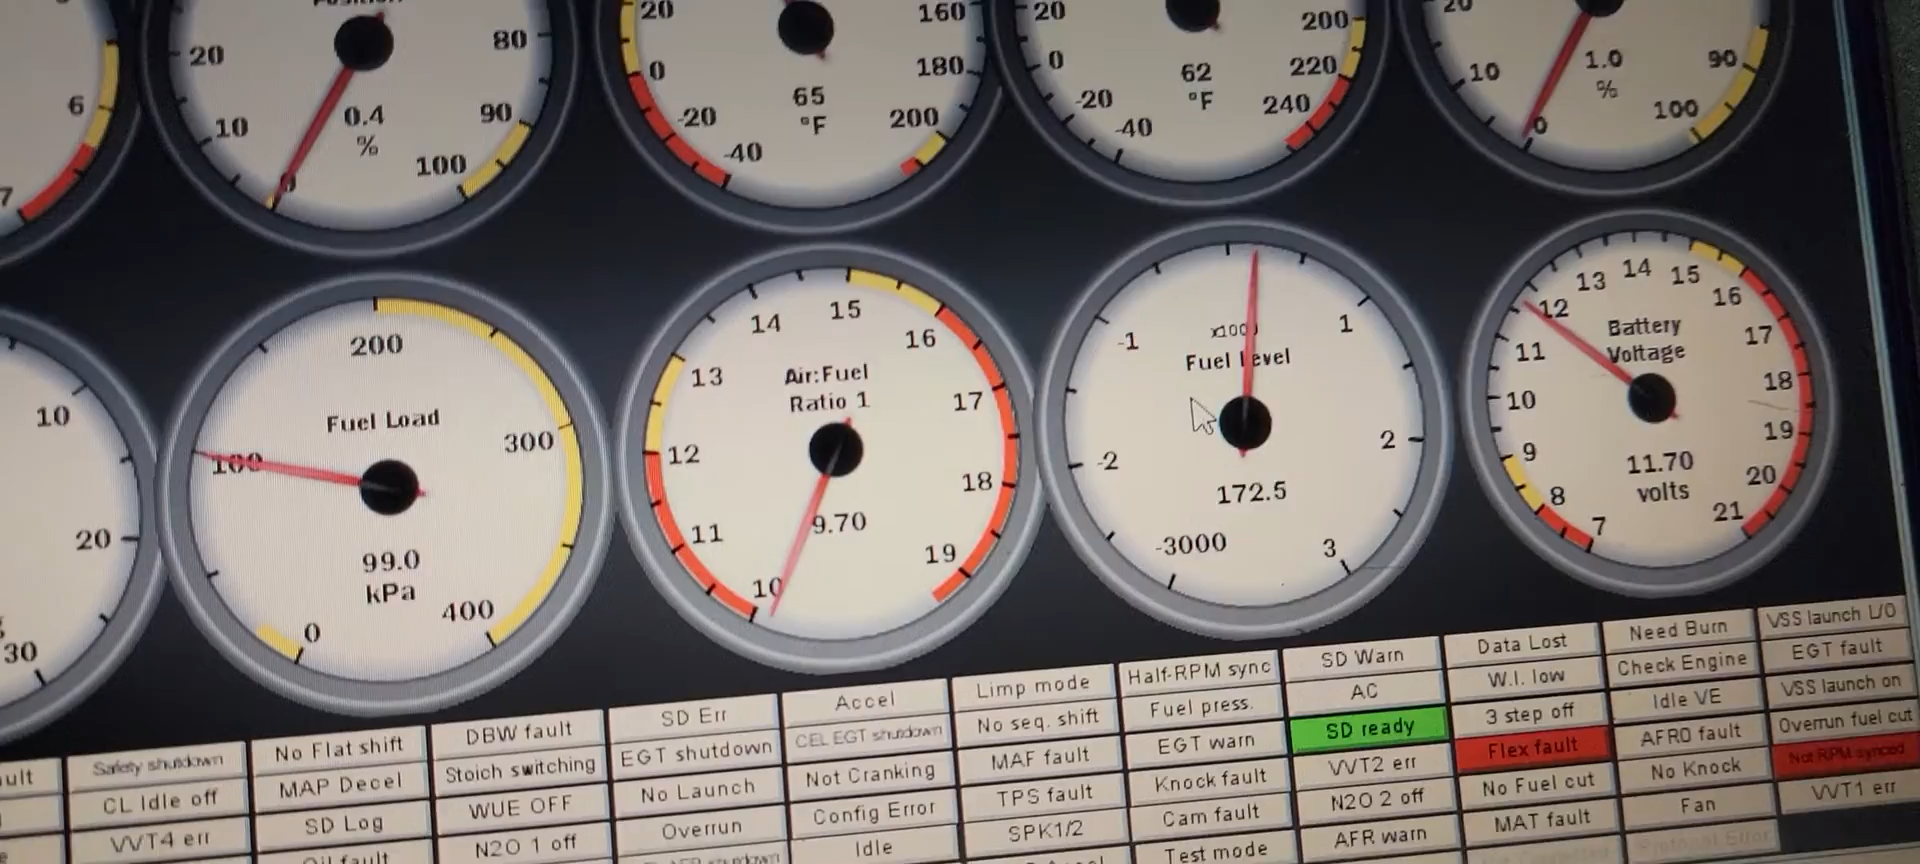 6
7
20
10
0
0.4
%
80
90
100
20
0
-20
-40
65
°F
160
180
200
20
0
-20
-40
62
°F
200
220
240
20
10
0
1.0
%
90
100
10
20
30
200
100
Fuel Load
300
99.0
kPa
0
400
14
15
16
13
Air:Fuel
Ratio 1
17
12
18
11
9.70
19
10
-1
x100
1
Fuel Level
-2
2
172.5
-3000
3
12
13
14
15
16
11
Battery
Voltage
17
10
18
9
11.70
volts
19
8
20
7
21
Safety shutdown
CL Idle off
VVT4 err
No Flat shift
MAP Decel
SD Log
Oil fault
DBW fault
Stoich switching
WUE OFF
N2O 1 off
SD Err
EGT shutdown
No Launch
Overrun
Accel
CEL EGT shutdown
Not Cranking
Config Error
Idle
Limp mode
No seq. shift
MAF fault
TPS fault
SPK1/2
Half-RPM sync
Fuel press.
EGT warn
Knock fault
Cam fault
Test mode
SD Warn
AC
SD ready
VVT2 err
N2O 2 off
AFR warn
Data Lost
W.I. low
3 step off
Flex fault
No Fuel cut
MAT fault
Need Burn
Check Engine
Idle VE
AFR0 fault
No Knock
Fan
Protocol Error
VSS launch L/O
EGT fault
VSS launch on
Overrun fuel cut
Not RPM synced
VVT1 err